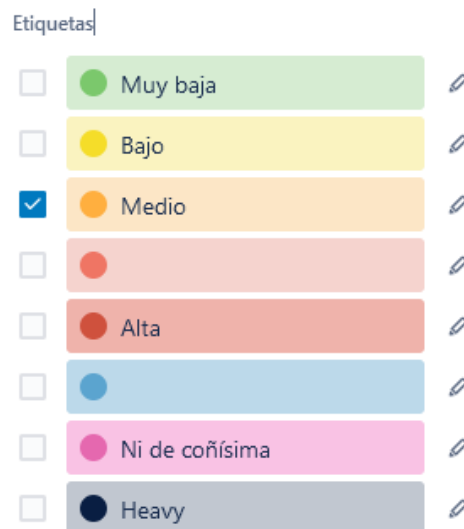 Etiquetas
Muy baja
Bajo
Medio
Alta
Ni de coñísima
Heavy